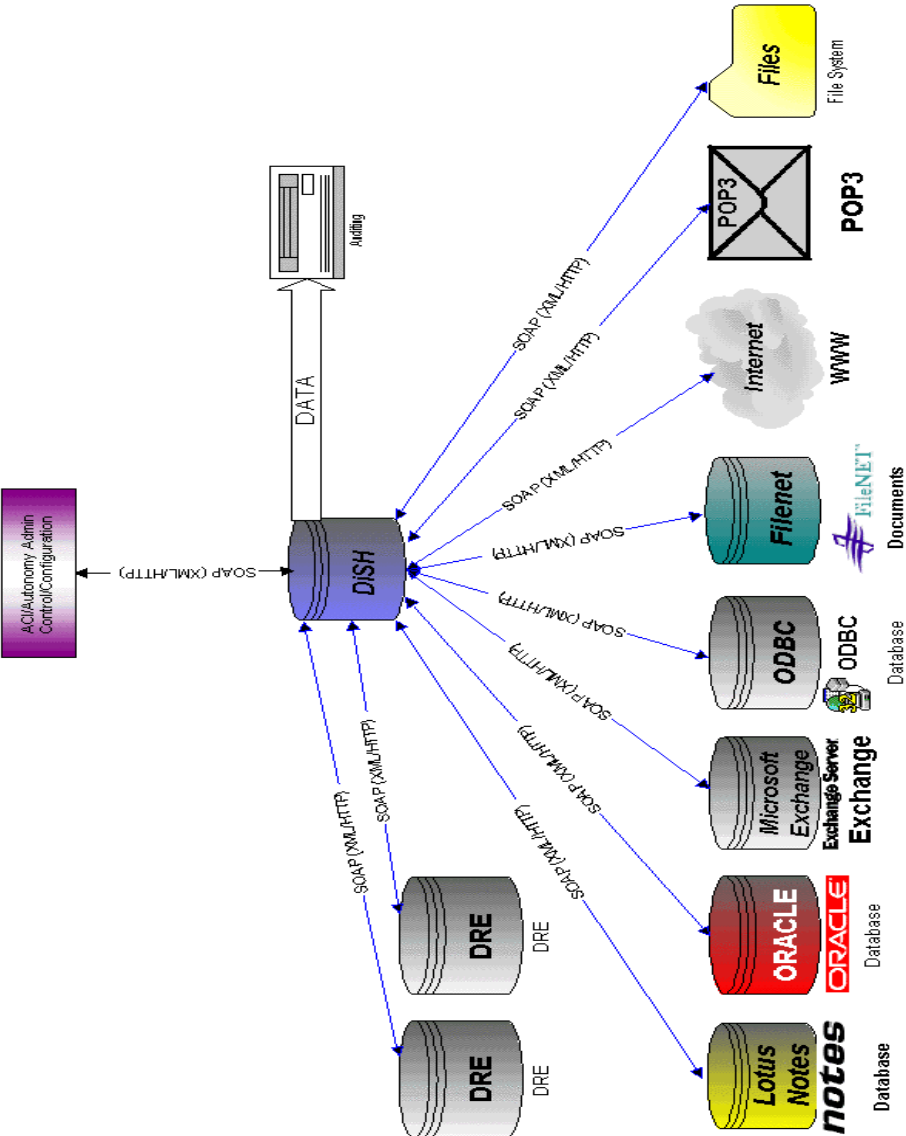 ACI/Autonomy Admin
Control/Configuration
SOAP (XML/HTTP)
DiSH
DATA
Auditing
SOAP (XML/HTTP)
SOAP (XML/HTTP)
DRE
DRE
DRE
DRE
SOAP (XML/HTTP)
SOAP (XML/HTTP)
SOAP (XML/HTTP)
SOAP (XML/HTTP)
SOAP (XML/HTTP)
SOAP (XML/HTTP)
SOAP (XML/HTTP)
SOAP (XML/HTTP)
Lotus
Notes
notes
Database
ORACLE
ORACLE
Database
Microsoft
Exchange
Exchange Server
Exchange
ODBC
32
ODBC
Database
Filenet
FileNET
Documents
Internet
WWW
POP3
POP3
Files
File System